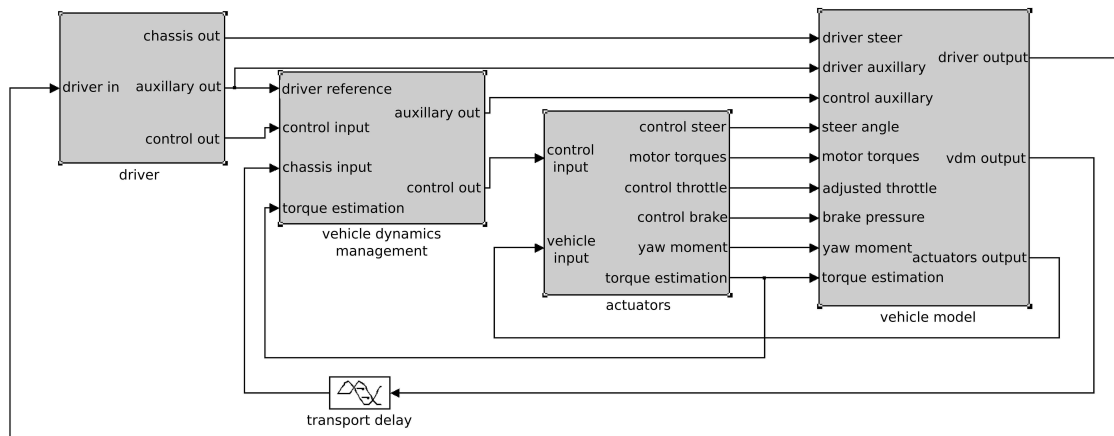 driver in
chassis out
auxillary out
control out
driver
driver reference
control input
chassis input
torque estimation
auxillary out
control out
vehicle dynamics
management
control
input
vehicle
input
control steer
motor torques
control throttle
control brake
yaw moment
torque estimation
actuators
driver steer
driver auxillary
control auxillary
steer angle
motor torques
adjusted throttle
brake pressure
yaw moment
torque estimation
driver output
vdm output
actuators output
vehicle model
transport delay